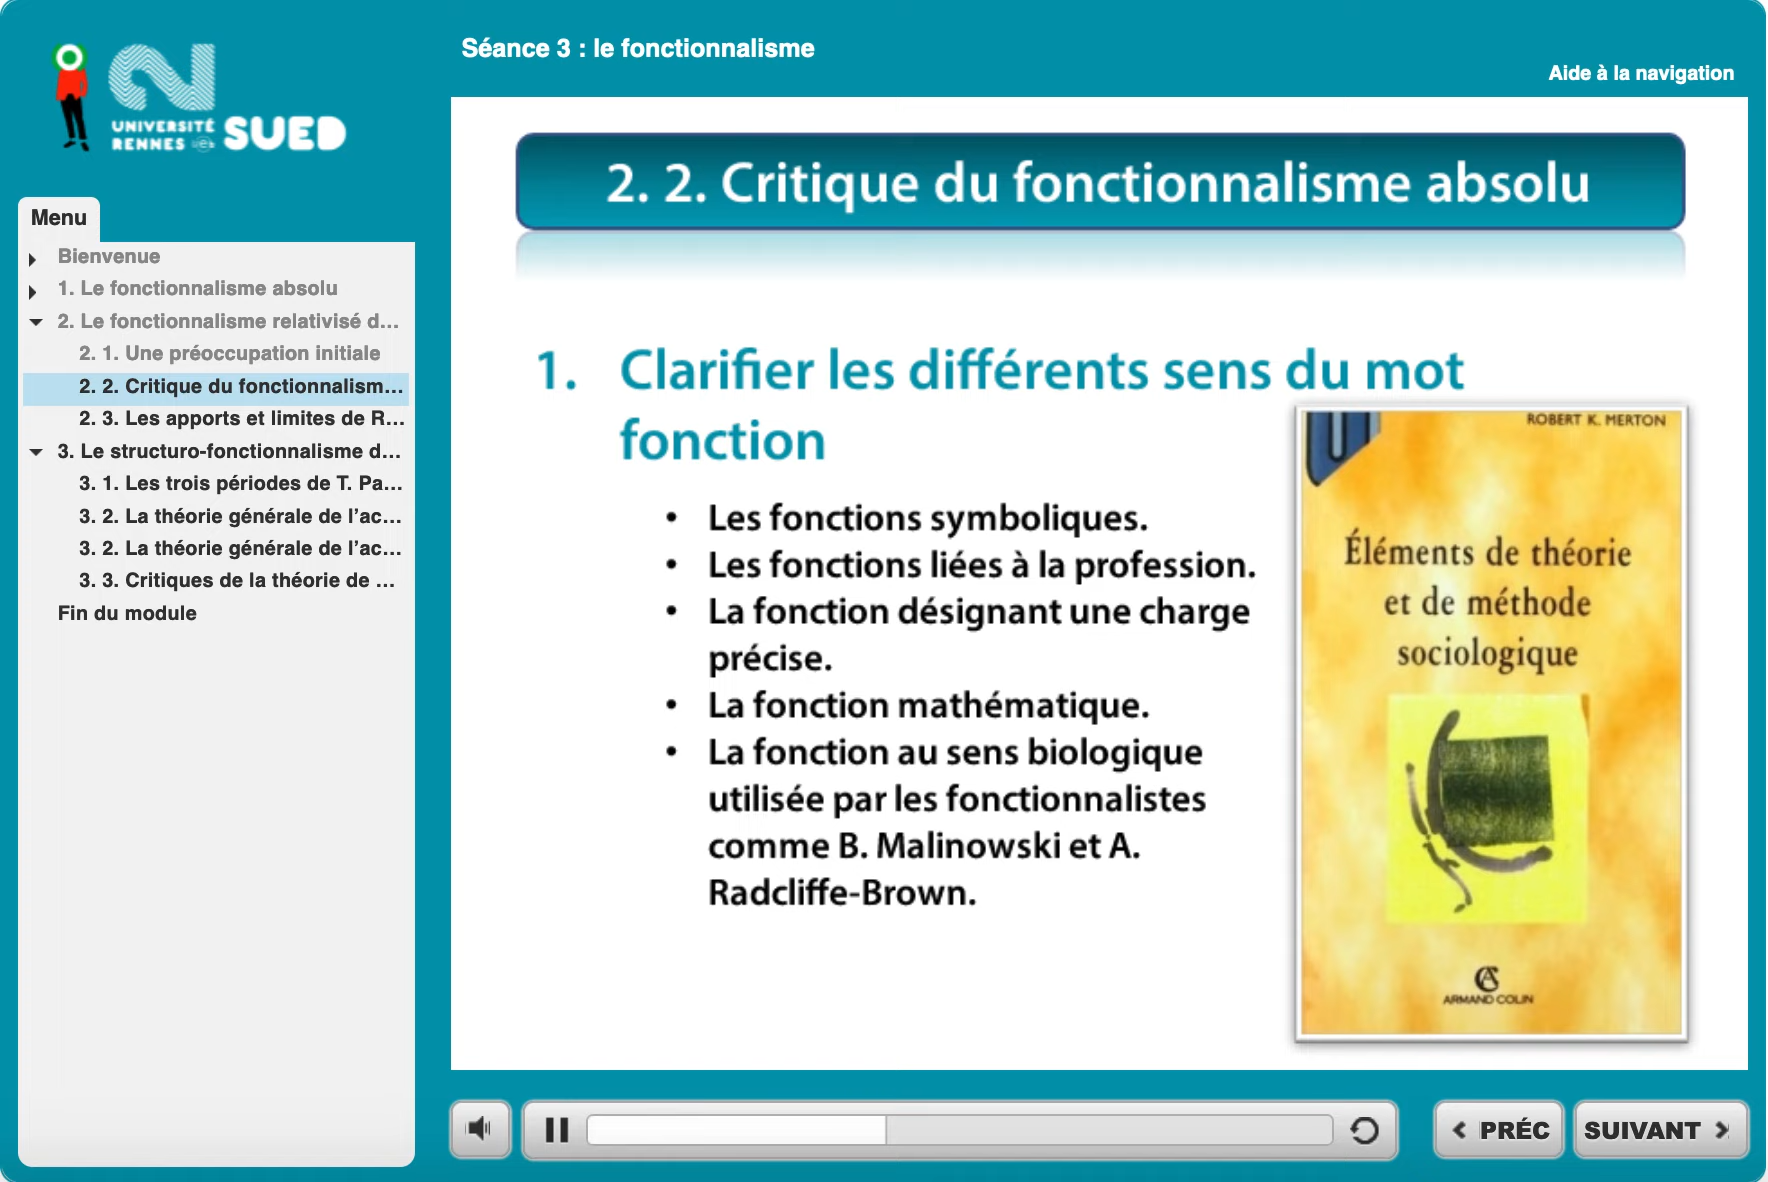 UNIVERSITÉ
RENNES
SUED
Séance 3 : le fonctionnalisme
Aide à la navigation
Menu
Bienvenue
1. Le fonctionnalisme absolu
2. Le fonctionnalisme relativisé d...
2. 1. Une préoccupation initiale
2. 2. Critique du fonctionnalism...
2. 3. Les apports et limites de R...
3. Le structuro-fonctionnalisme d...
3. 1. Les trois périodes de T. Pa...
3. 2. La théorie générale de l'ac...
3. 2. La théorie générale de l'ac...
3. 3. Critiques de la théorie de ...
Fin du module
2. 2. Critique du fonctionnalisme absolu
1. Clarifier les différents sens du mot
fonction
• Les fonctions symboliques.
• Les fonctions liées à la profession.
• La fonction désignant une charge
précise.
• La fonction mathématique.
• La fonction au sens biologique
utilisée par les fonctionnalistes
comme B. Malinowski et A.
Radcliffe-Brown.
ROBERT K. MERTON
Éléments de théorie
et de méthode
sociologique
ARMAND COLIN
PRÉC
SUIVANT